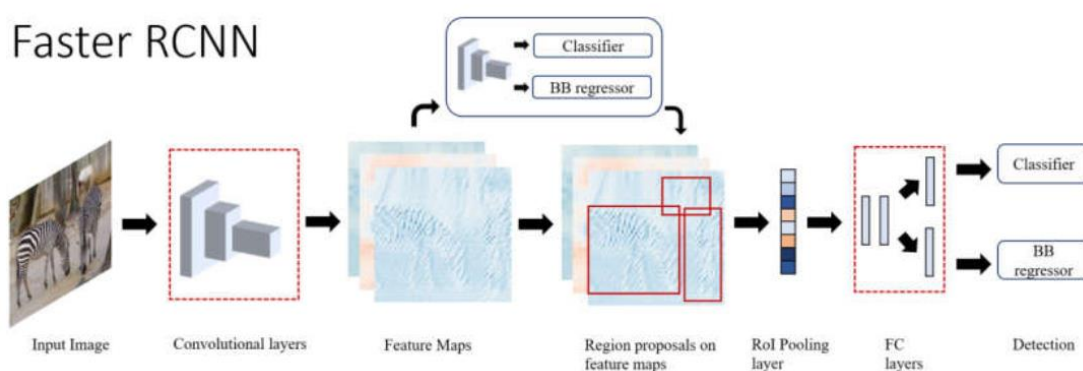 Faster RCNN
Classifier
BB regressor
Classifier
BB
regressor
Input Image
Convolutional layers
Feature Maps
Region proposals on
feature maps
RoI Pooling
layer
FC
layers
Detection